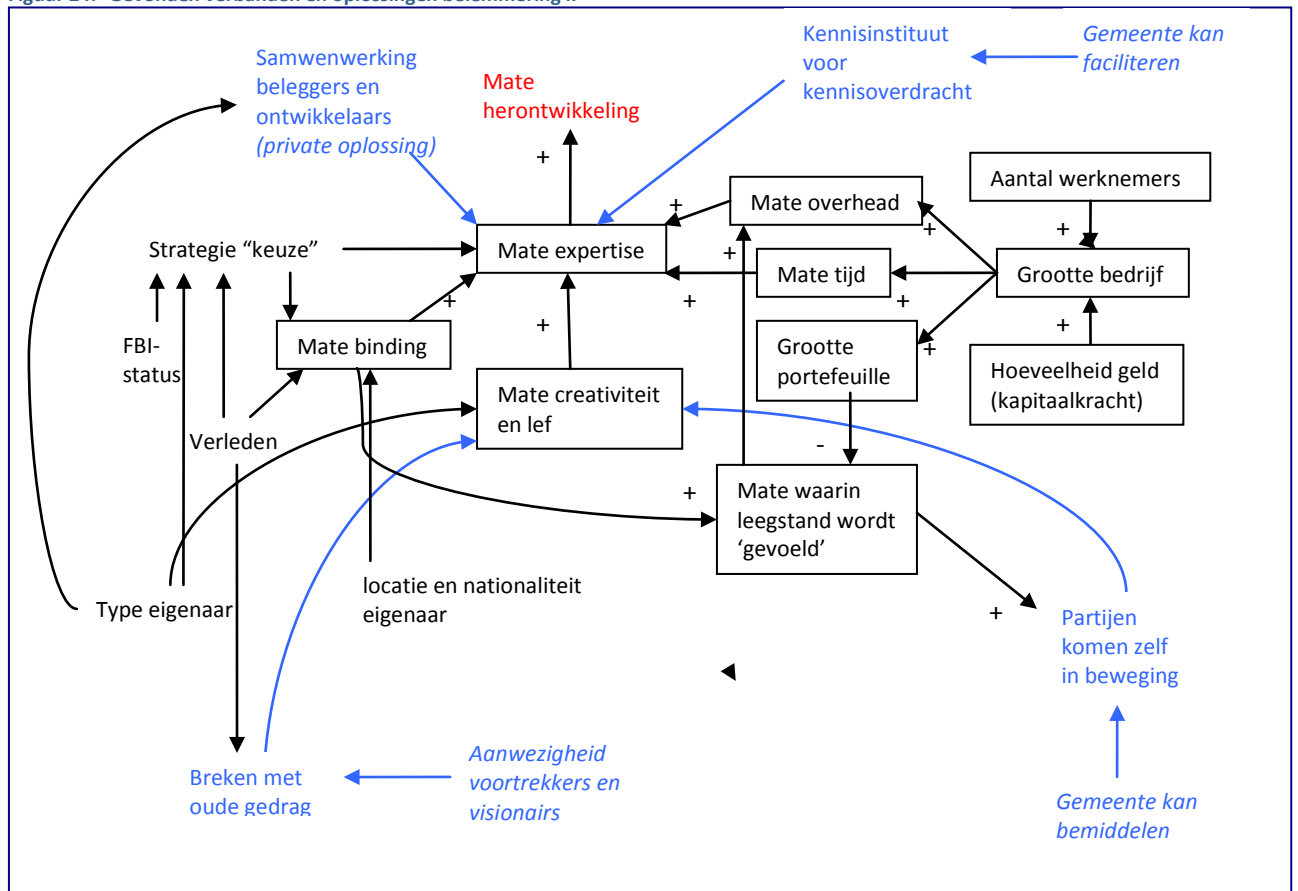 Samwenwerking
beleggers en
ontwikkelaars
(private oplossing)
Mate
herontwikkeling
Kennisinstituut
voor
kennisoverdracht
Gemeente kan
faciliteren
+
Mate overhead
Aantal werknemers
+
+
+
Strategie “keuze”
Mate expertise
+
Mate tijd
Grootte bedrijf
+
+
+
+
+
FBI-
status
Mate binding
Grootte
portefeuille
+
Hoeveelheid geld
(kapitaalkracht)
Mate creativiteit
en lef
Verleden
-
+
Mate waarin
leegstand wordt
‘gevoeld’
Type eigenaar
locatie en nationaliteit
eigenaar
+
Partijen
komen zelf
in beweging
Breken met
oude gedrag
Aanwezigheid
voortrekkers en
visionairs
Gemeente kan
bemiddelen